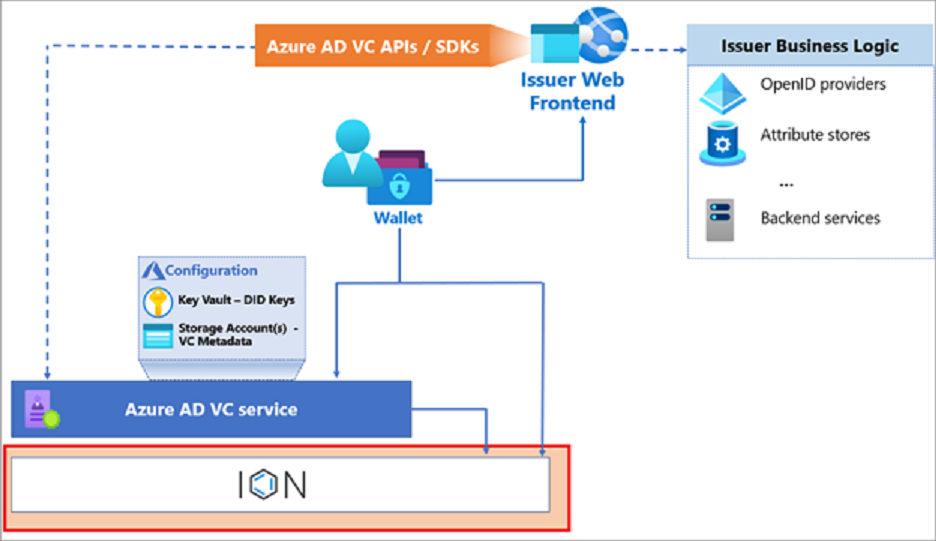 Azure AD VC APIs / SDKs
Issuer Web
Frontend
Issuer Business Logic
OpenID providers
Attribute stores
...
Backend services
Wallet
Configuration
Key Vault – DID Keys
Storage Account(s) -
VC Metadata
Azure AD VC service
ION